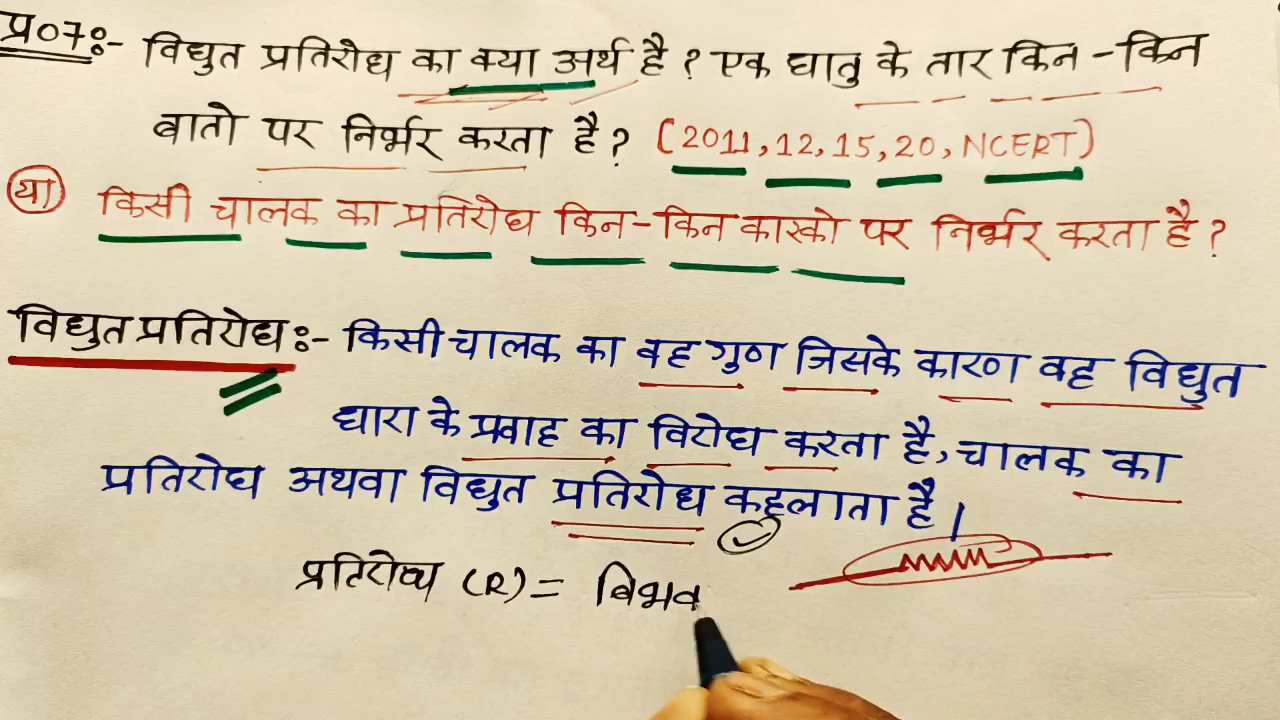 प्र०7:- विद्युत प्रतिरोध का क्या अर्थ है ? एक धातु के तार किन-किन
बातो पर निर्भर करता है ? (2011, 12, 15, 20, NCERT)
(या) किसी चालक का प्रतिरोध किन-किन कारको पर निर्भर करता है ?
विद्युत प्रतिरोध:- किसी चालक का वह गुण जिसके कारण वह विद्युत
धारा के प्रवाह का विरोध करता है, चालक का
प्रतिरोध अथवा विद्युत प्रतिरोध कहलाता है।
प्रतिरोध (R) = विभव